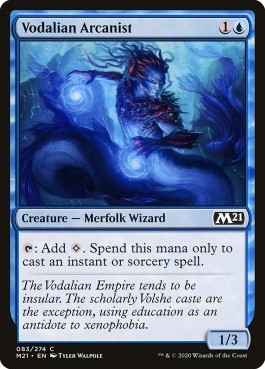 Vodalian Arcanist 1
Creature — Merfolk Wizard M21
: Add . Spend this mana only to
cast an instant or sorcery spell.
The Vodalian Empire tends to
be insular. The scholarly Volshe caste are
the exception, using education as an
antidote to xenophobia.
1/3
083/274 C
M21 • EN TYLER WALPOLE ™ & © 2020 Wizards of the Coast